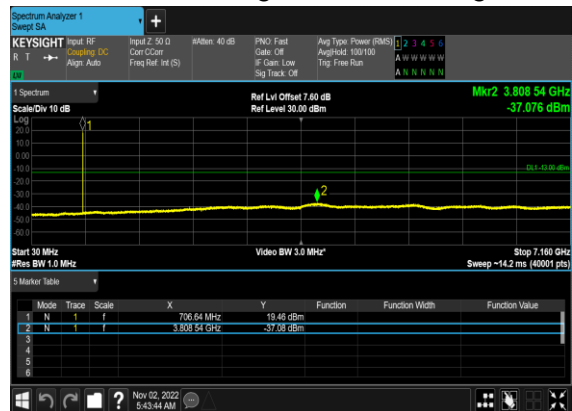 Spectrum Analyzer 1
Swept SA
+
KEYSIGHT Input: RF Input Z: 50 Ω #Atten: 40 dB PNO: Fast Avg Type: Power (RMS) 1 2 3 4 5 6
R T Coupling: DC Corr CCorr Gate: Off Avg|Hold: 100/100 A W W W W W
Align: Auto Freq Ref: Int (S) IF Gain: Low Trig: Free Run
LW Sig Track: Off A N N N N N
1 Spectrum Ref Lvl Offset 7.60 dB Mkr2 3.808 54 GHz
Scale/Div 10 dB Ref Level 30.00 dBm -37.076 dBm
Log
1
20.0
10.0
0.00
-10.0
DL1 -13.00 dBm
-20.0
2
-30.0
-40.0
-50.0
-60.0
Start 30 MHz Video BW 3.0 MHz* Stop 7.160 GHz
#Res BW 1.0 MHz Sweep ~14.2 ms (40001 pts)
5 Marker Table
Mode Trace Scale X Y Function Function Width Function Value
1 N 1 f 706.64 MHz 19.46 dBm
2 N 1 f 3.808 54 GHz -37.08 dBm
3
4
5
6
? Nov 02, 2022
5:43:44 AM